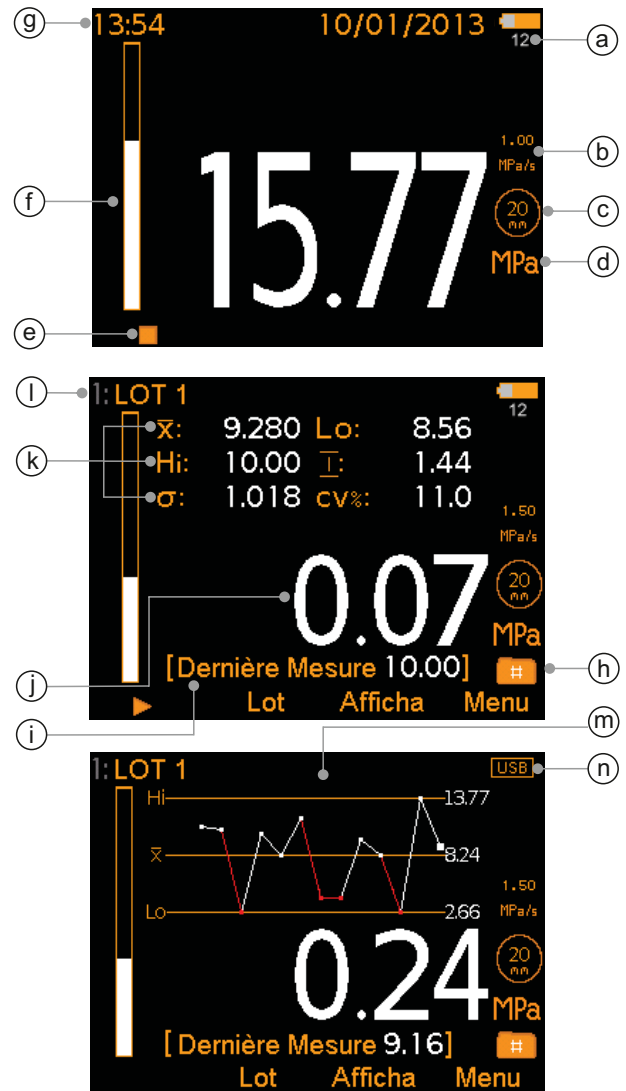 g 13:54 10/01/2013
12 a
1.00
MPa/s b
15.77
f
20
mm c
MPa d
e
l 1: LOT 1
12
x̅: 9.280 Lo: 8.56
k Hi: 10.00 I̅: 1.44
σ: 1.018 cv%: 11.0
1.50
MPa/s
0.07
20
mm
MPa
j
[Dernière Mesure 10.00] # h
i Lot Afficha Menu
m
1: LOT 1 USB n
Hi 13.77
x̅ 8.24
Lo 2.66
1.50
MPa/s
0.24
20
mm
MPa
[ Dernière Mesure 9.16] #
Lot Afficha Menu